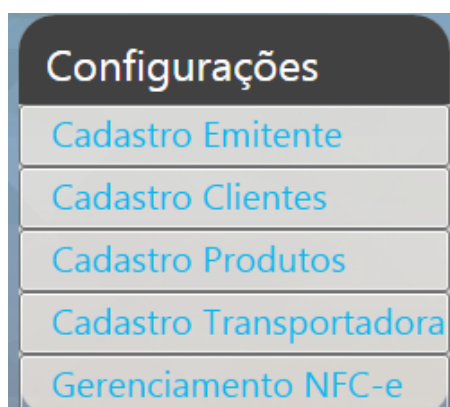 Configurações
Cadastro Emitente
Cadastro Clientes
Cadastro Produtos
Cadastro Transportadora
Gerenciamento NFC-e